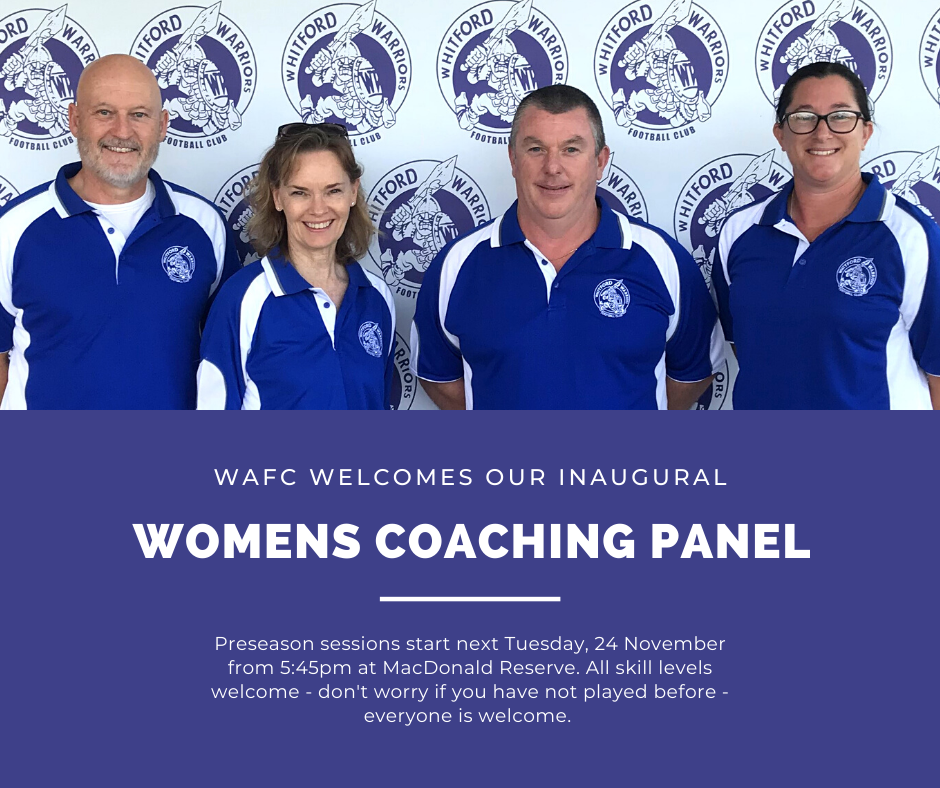 WHITFORD WARRIORS
FOOTBALL CLUB
WAFC WELCOMES OUR INAUGURAL
WOMENS COACHING PANEL
Preseason sessions start next Tuesday, 24 November
from 5:45pm at MacDonald Reserve. All skill levels
welcome - don't worry if you have not played before -
everyone is welcome.